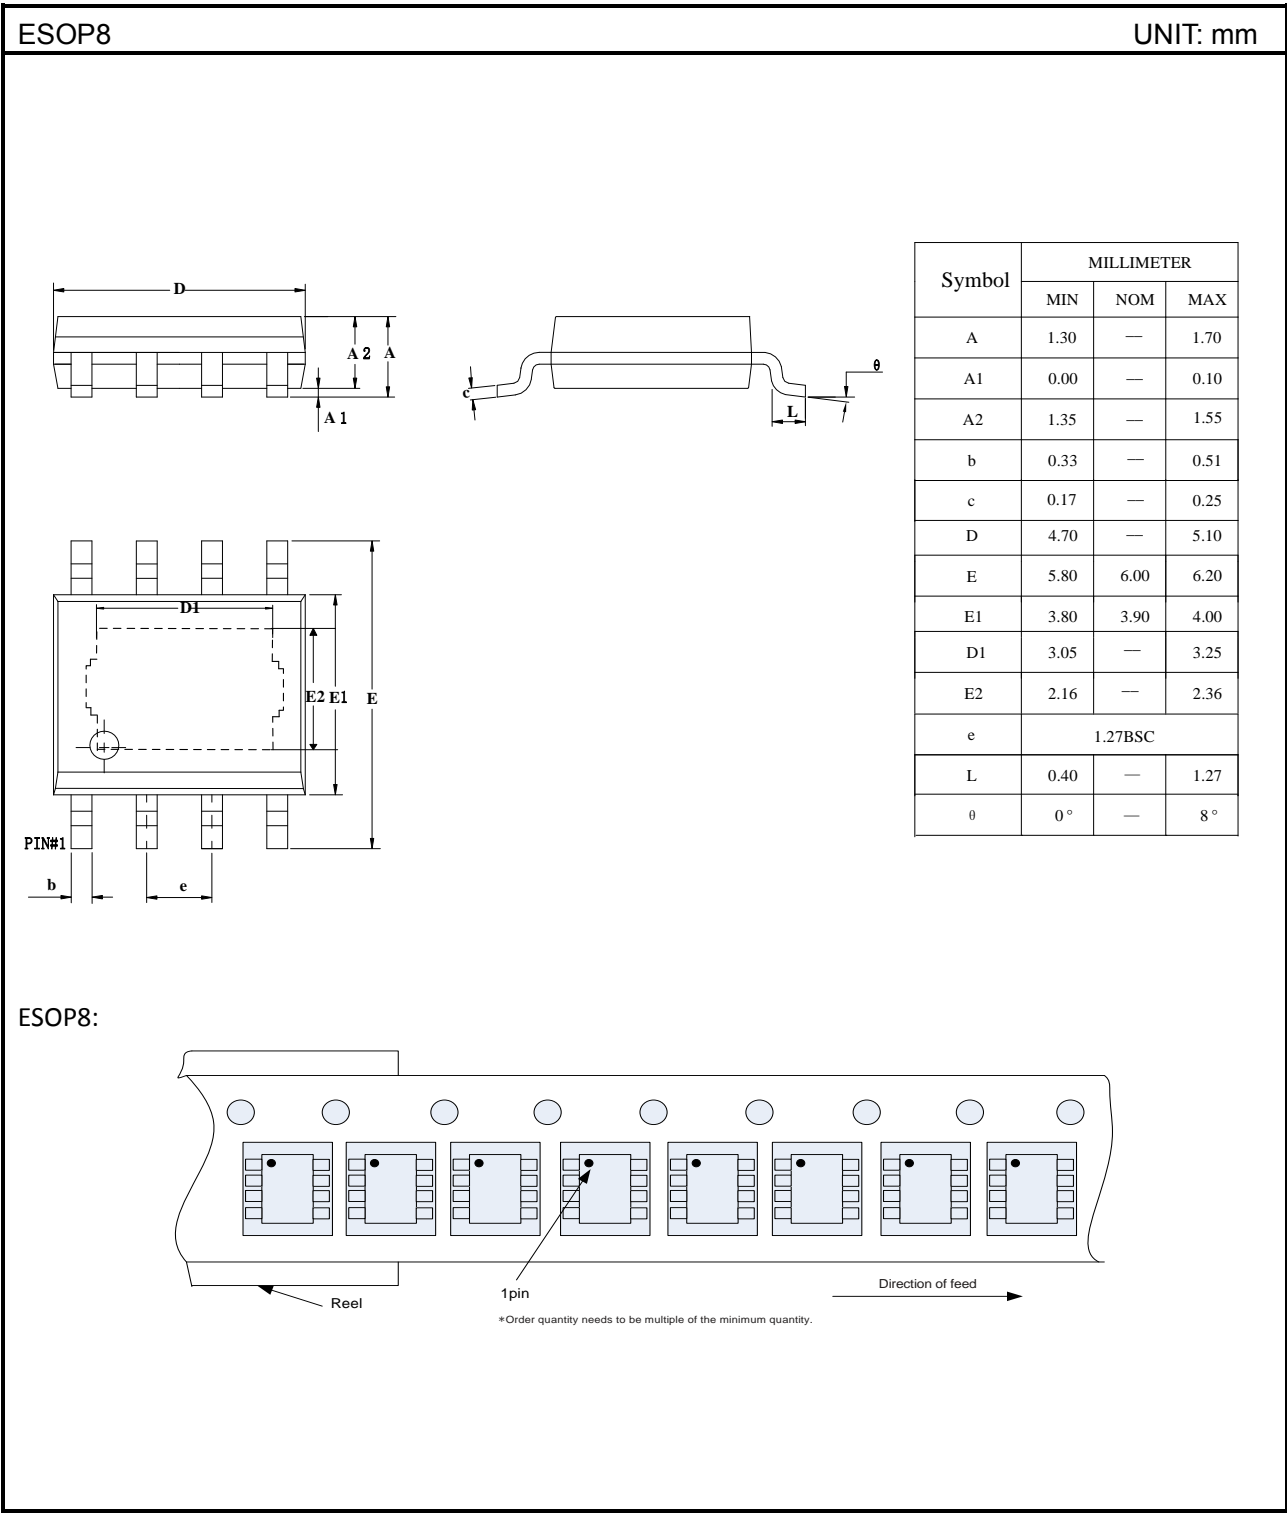 ESOP8 UNIT: mm
D
A 2 A
A 1
c
L
θ
Symbol MILLIMETER
MIN NOM MAX
A 1.30 — 1.70
A1 0.00 — 0.10
A2 1.35 — 1.55
b 0.33 — 0.51
c 0.17 — 0.25
D 4.70 — 5.10
E 5.80 6.00 6.20
E1 3.80 3.90 4.00
D1 3.05 — 3.25
E2 2.16 — 2.36
e 1.27BSC
L 0.40 — 1.27
θ 0° — 8°
D1
E2 E1 E
PIN#1
b e
ESOP8:
Reel
1pin
Direction of feed
*Order quantity needs to be multiple of the minimum quantity.